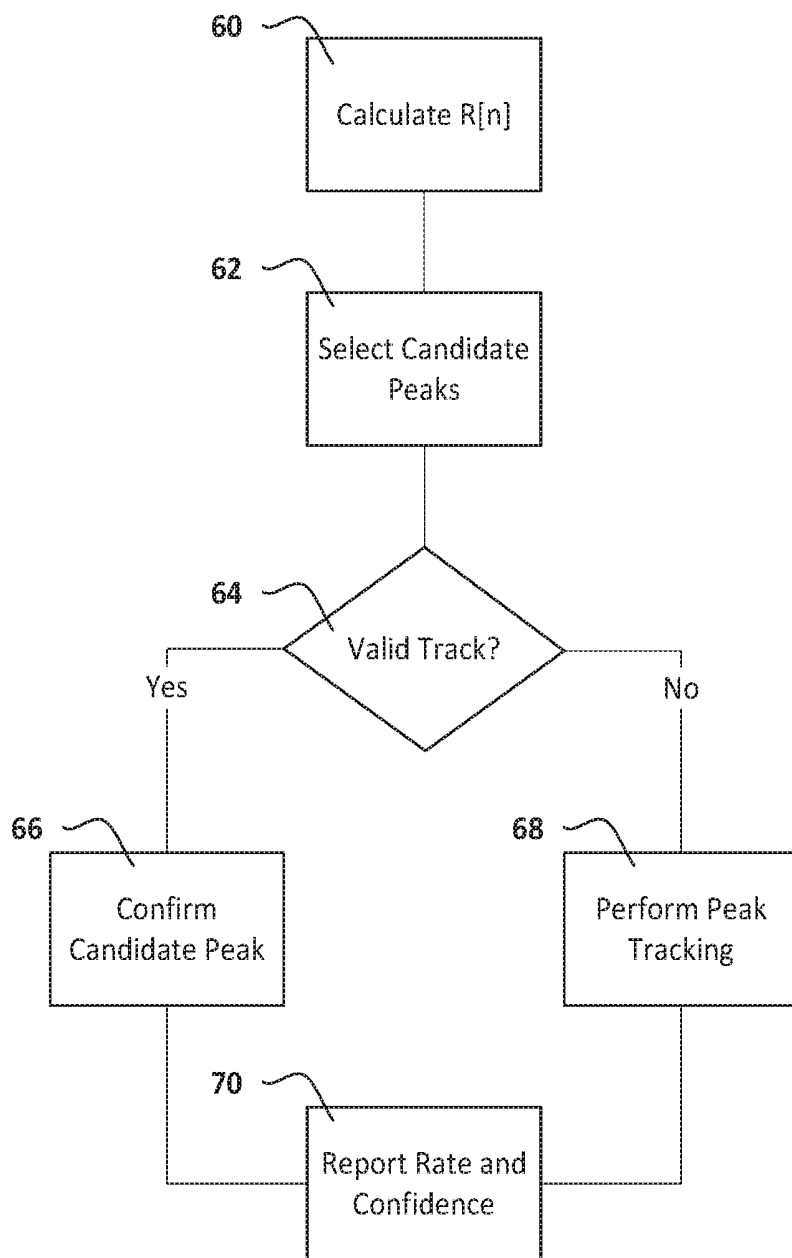 60
Calculate R[n]
62
Select Candidate
Peaks
64
Valid Track?
Yes
No
66
Confirm
Candidate Peak
68
Perform Peak
Tracking
70
Report Rate and
Confidence